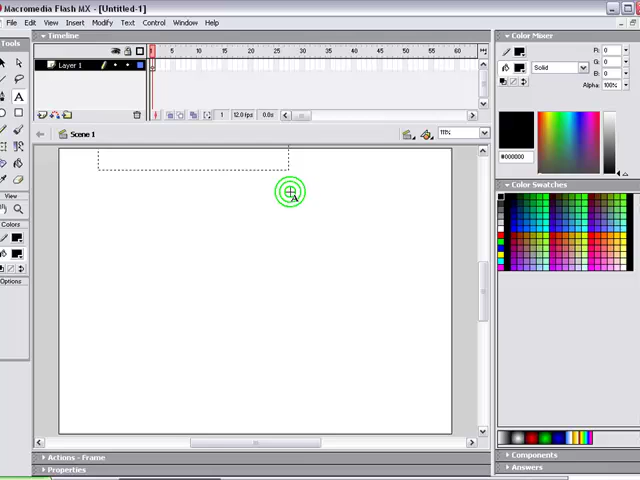 Macromedia Flash MX - [Untitled-1]
File Edit View Insert Modify Text Control Window Help
Tools
Timeline
1 5 10 15 20 25 30 35 40 45 50 55 60
Layer 1
1 12.0 fps 0.0s
Scene 1
111%
A
View
Colors
Options
A
Color Mixer
R: 0
Solid G: 0
B: 0
Alpha: 100%
#000000
Color Swatches
Actions - Frame
Properties
Components
Answers